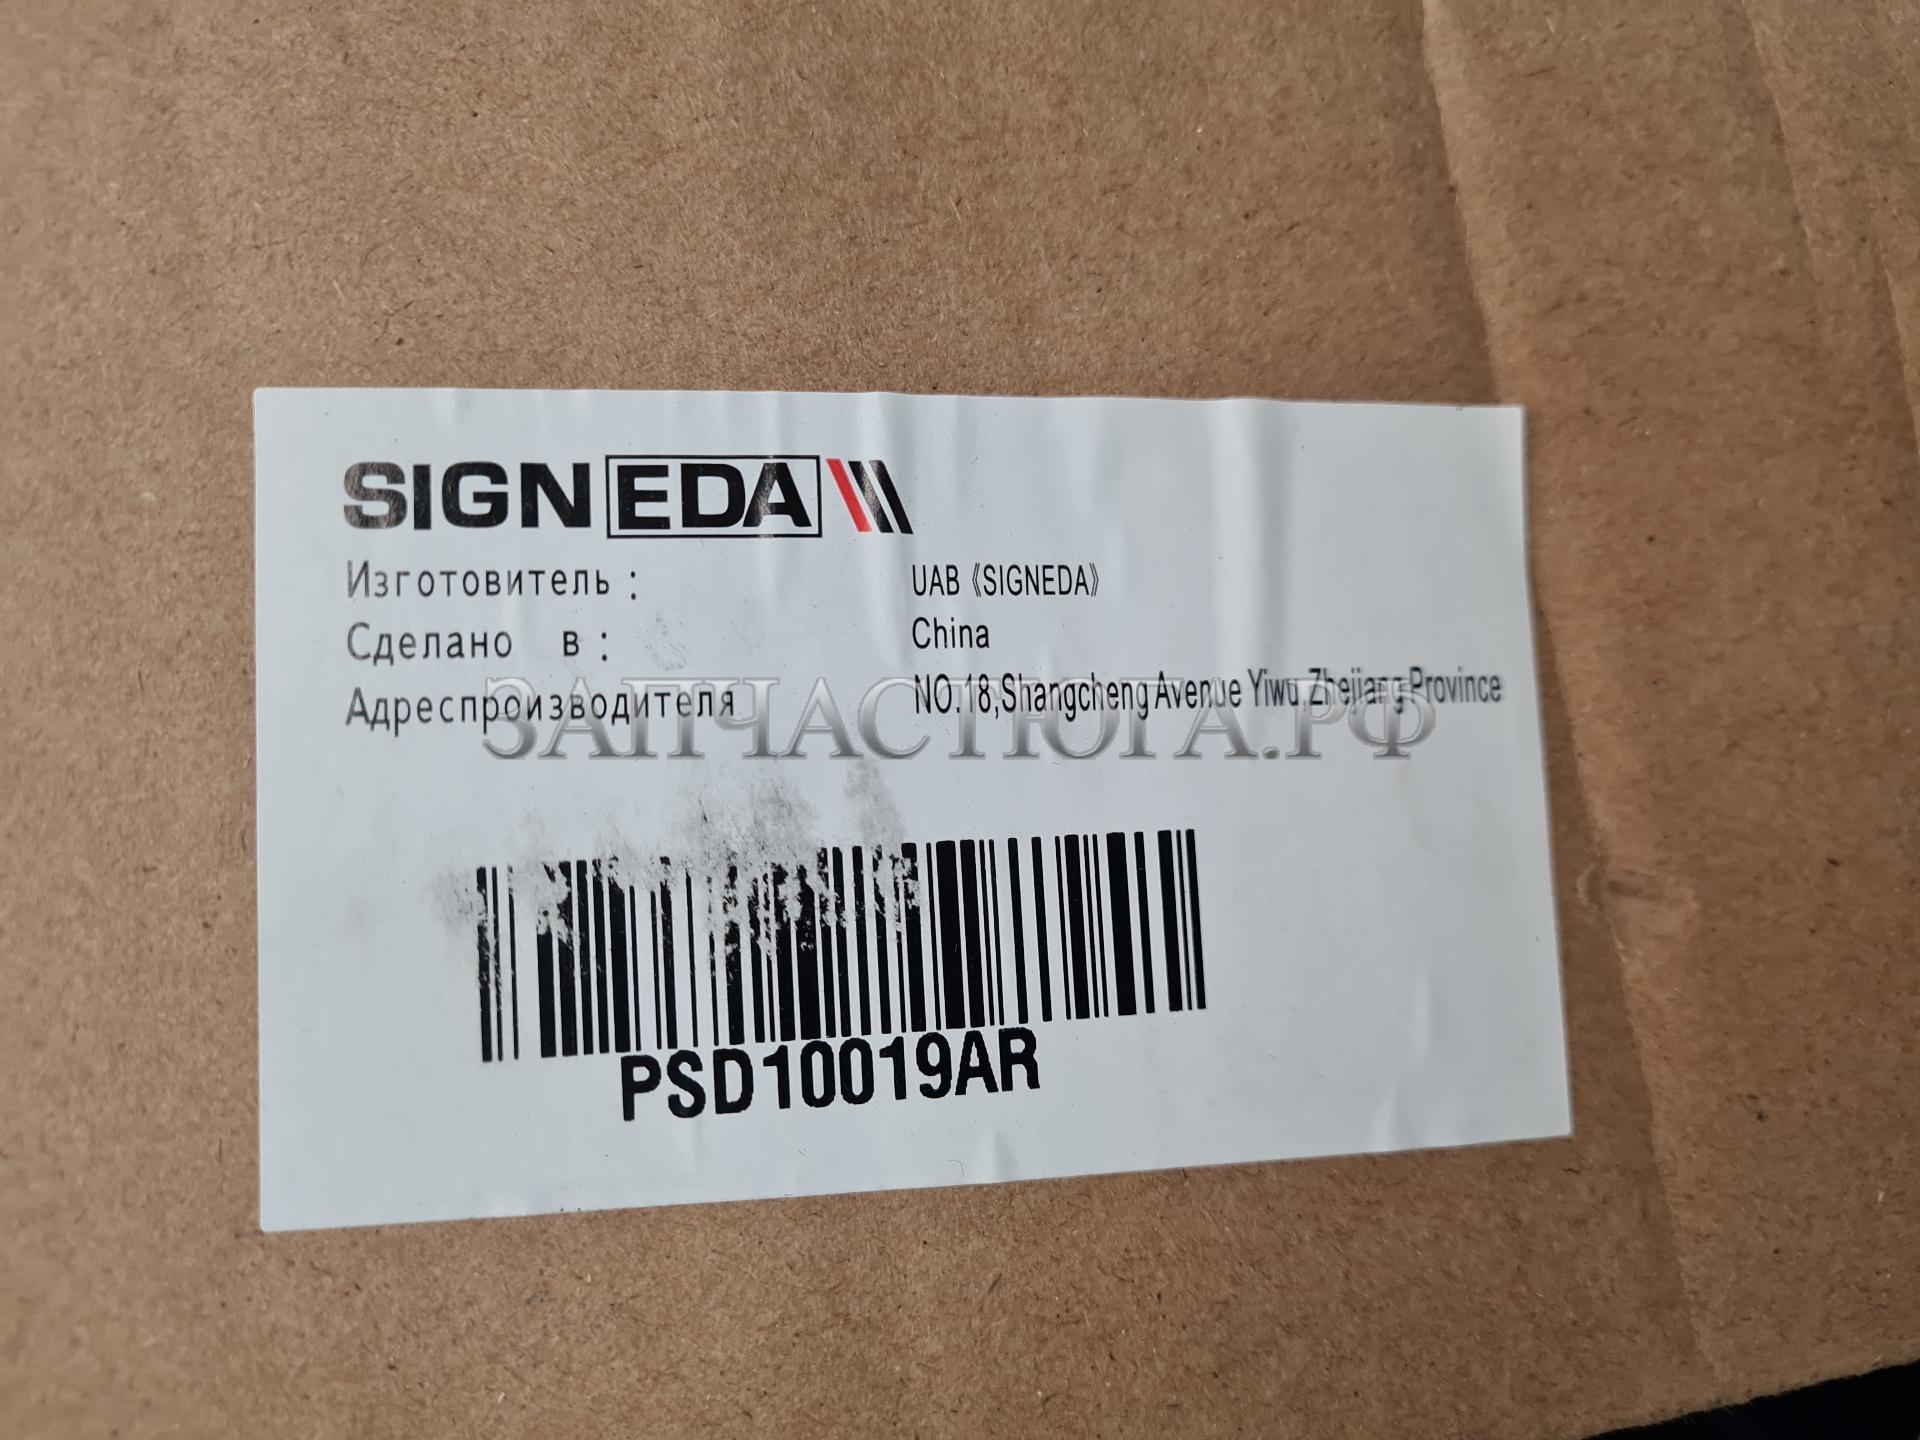 SIGNEDA
Изготовитель : UAB 《SIGNEDA》
Сделано в : China
Адреспроизводителя NO.18,Shangcheng Avenue Yiwu,Zhejiang Province
ЗАПЧАСТЮГА.РФ
PSD10019AR